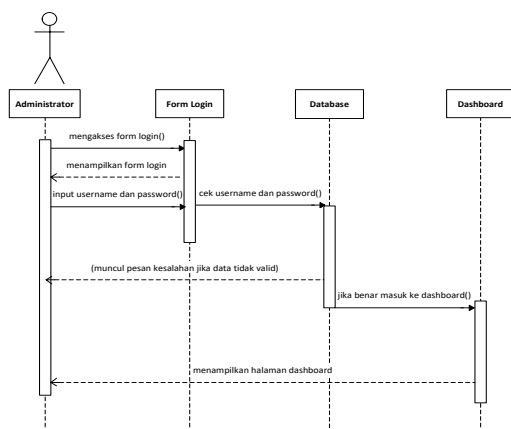 Administrator
Form Login
Database
Dashboard
mengakses form login()
menampilkan form login
input username dan password()
cek username dan password()
(muncul pesan kesalahan jika data tidak valid)
jika benar masuk ke dashboard()
menampilkan halaman dashboard